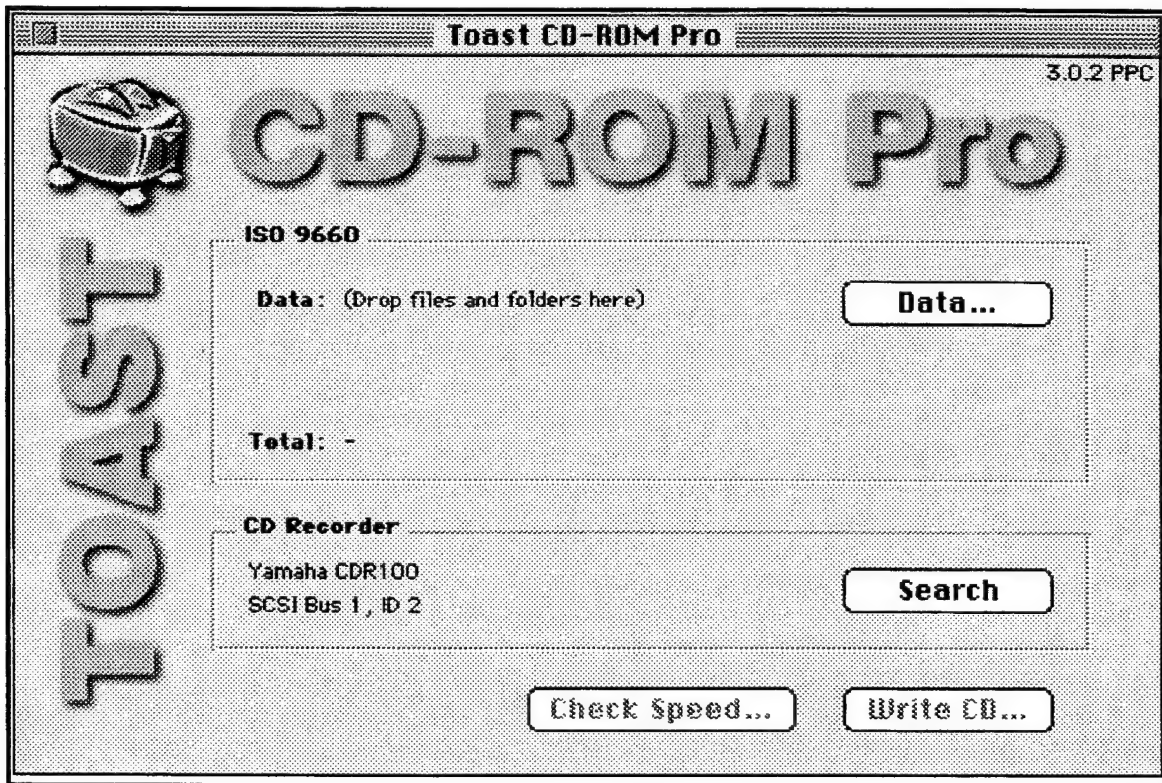 Toast CD-ROM Pro
3.0.2 PPC
CD-ROM Pro
TOAST
ISO 9660
Data: (Drop files and folders here)
Data...
Total: -
CD Recorder
Yamaha CDR100
SCSI Bus 1, ID 2
Search
Check Speed...
Write CD...